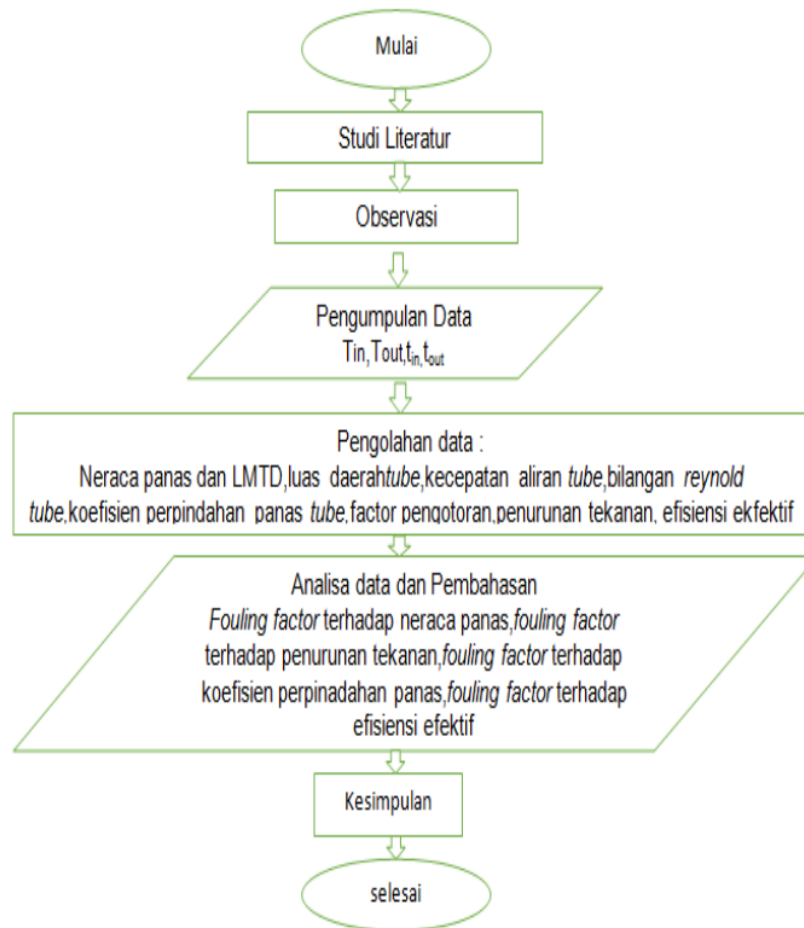 Mulai
Studi Literatur
Observasi
Pengumpulan Data
Tin,Tout,tin,tout
Pengolahan data :
Neraca panas dan LMTD,luas daerahtube,kecepatan aliran tube,bilangan reynold
tube,koefisien perpindahan panas tube,factor pengotoran,penurunan tekanan, efisiensi ekfektif
Analisa data dan Pembahasan
Fouling factor terhadap neraca panas,fouling factor
terhadap penurunan tekanan,fouling factor terhadap
koefisien perpinadahan panas,fouling factor terhadap
efisiensi efektif
Kesimpulan
selesai